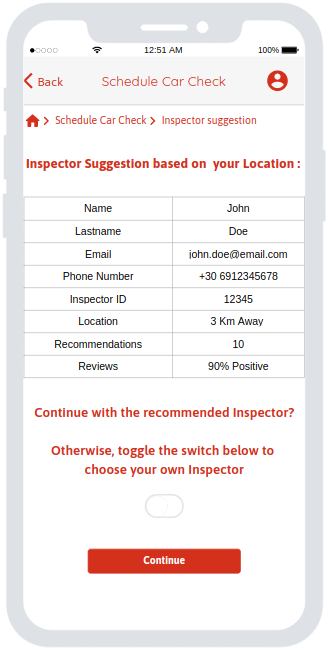 12:51 AM 100%
Back Schedule Car Check
Schedule Car Check Inspector suggestion
Inspector Suggestion based on your Location :
Name John
Lastname Doe
Email john.doe@email.com
Phone Number +30 6912345678
Inspector ID 12345
Location 3 Km Away
Recommendations 10
Reviews 90% Positive
Continue with the recommended Inspector?
Otherwise, toggle the switch below to
choose your own Inspector
Continue